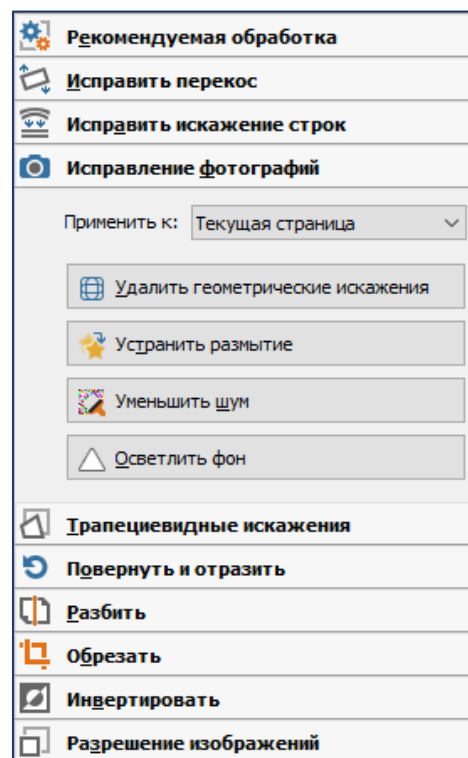 Рекомендуемая обработка
Исправить перекос
Исправить искажение строк
Исправление фотографий
Применить к: Текущая страница
Удалить геометрические искажения
Устранить размытие
Уменьшить шум
Осветлить фон
Трапециевидные искажения
Повернуть и отразить
Разбить
Обрезать
Инвертировать
Разрешение изображений